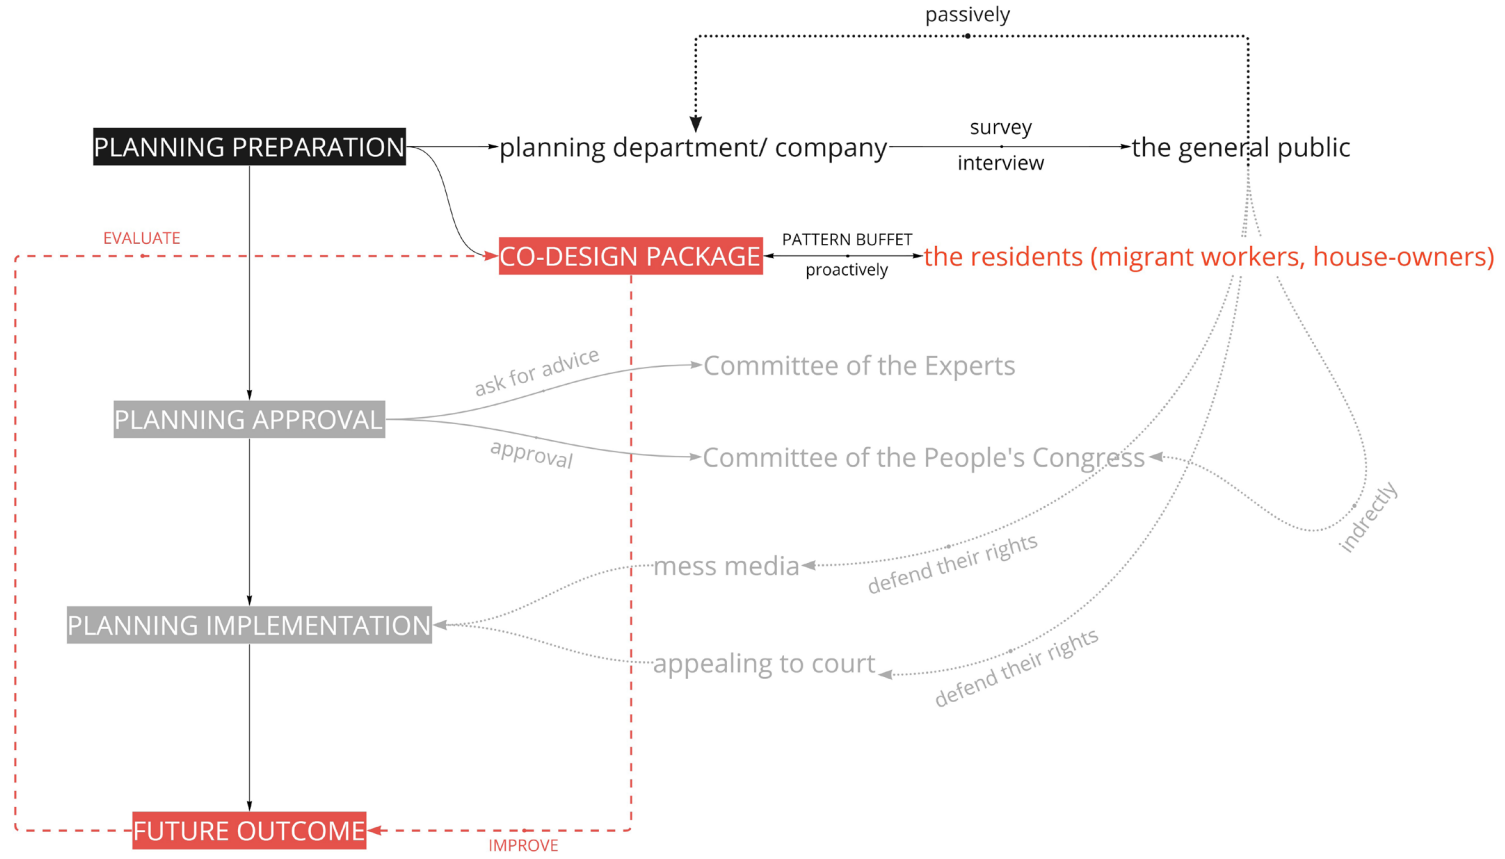 passively
PLANNING PREPARATION
planning department/ company
survey
interview
the general public
EVALUATE
CO-DESIGN PACKAGE
PATTERN BUFFET
proactively
the residents (migrant workers, house-owners)
ask for advice
Committee of the Experts
PLANNING APPROVAL
approval
Committee of the People's Congress
indrectly
mess media
defend their rights
PLANNING IMPLEMENTATION
appealing to court
defend their rights
FUTURE OUTCOME
IMPROVE